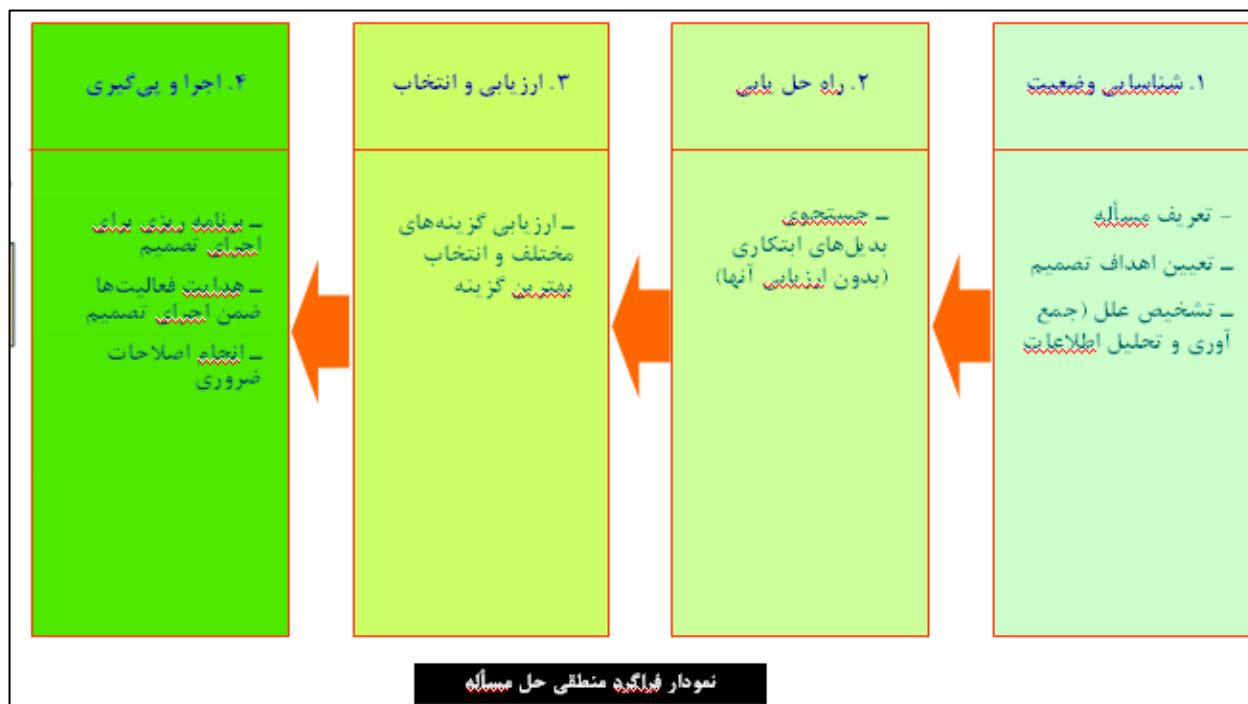 ۱. شناسایی وضعیت
- تعریف مسأله
ـ تعیین اهداف تصمیم
ـ تشخیص علل (جمع
آوری و تحلیل اطلاعات
۲. راه حل یابی
ـ جستجوی
بدیل‌های ابتکاری
(بدون ارزیابی آنها)
۳. ارزیابی و انتخاب
ـ ارزیابی گزینه‌های
مختلف و انتخاب
بهترین گزینه
۴. اجرا و پی‌گیری
ـ برنامه ریزی برای
اجرای تصمیم
ـ هدایت فعالیت‌ها
ضمن اجرای تصمیم
ـ انجام اصلاحات
ضروری
نمودار فراگرد منطقی حل مسأله